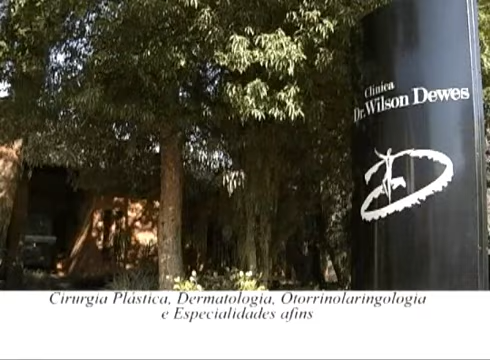 Clínica
Dr. Wilson Dewes
Cirurgia Plástica, Dermatologia, Otorrinolaringologia
e Especialidades afins